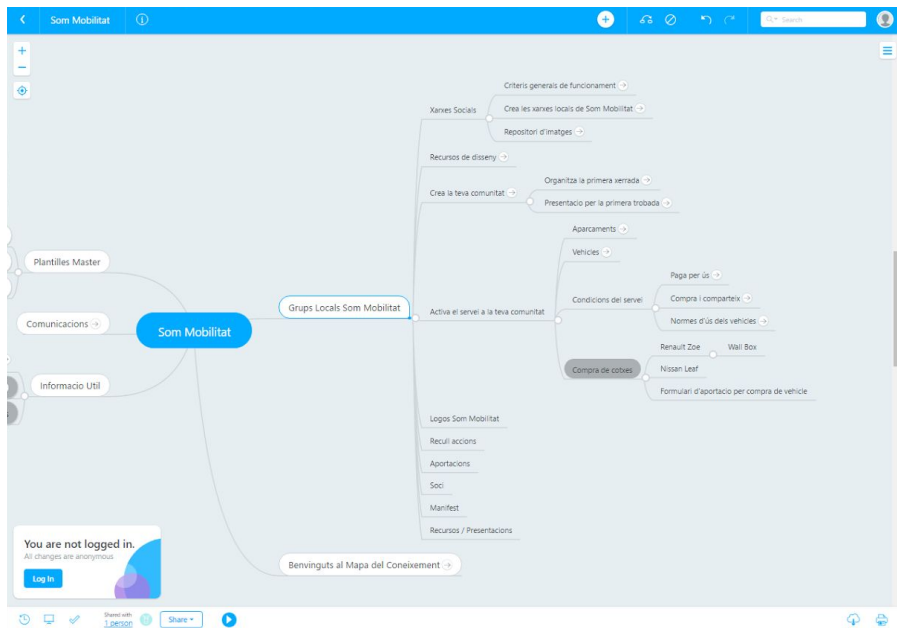 Som Mobilitat
Search
Criteris generals de funcionament
Xarxes Socials
Crea les xarxes locals de Som Mobilitat
Repositori d'imatges
Recursos de disseny
Organitza la primera xerrada
Crea la teva comunitat
Presentacio per la primera trobada
Aparcaments
Vehicles
Plantilles Master
Paga per ús
Condicions del servei
Compra i comparteix
Grups Locals Som Mobilitat
Activa el servei a la teva comunitat
Normes d'ús dels vehicles
Comunicacions
Som Mobilitat
Renault Zoe
Wall Box
Compra de cotxes
Nissan Leaf
Informacio Util
Formulari d'aportacio per compra de vehicle
Logos Som Mobilitat
Recull accions
Aportacions
Soci
Manifest
Recursos / Presentacions
You are not logged in.
All changes are anonymous
Benvinguts al Mapa del Coneixement
Log In
Shared with
1 person
Share